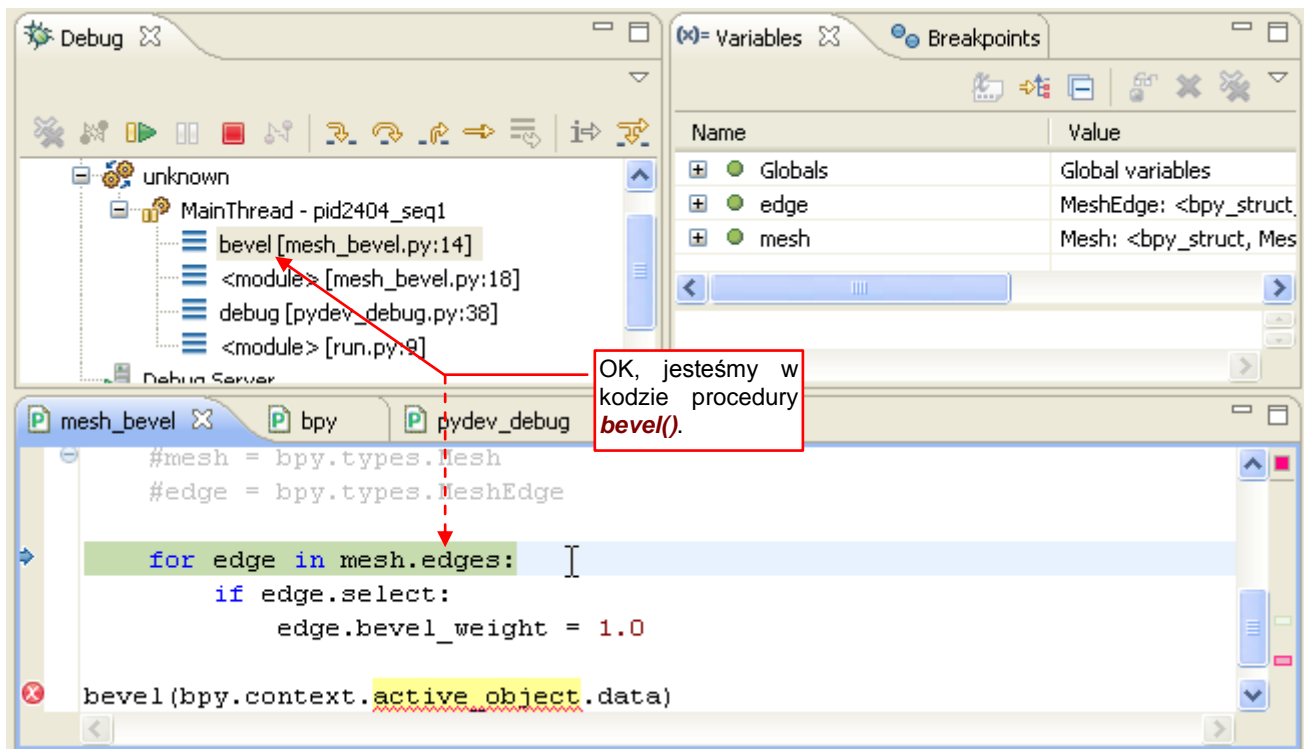 Debug
unknown
MainThread - pid2404_seq1
bevel [mesh_bevel.py:14]
<module> [mesh_bevel.py:18]
debug [pydev_debug.py:38]
<module> [run.py:9]
Debug Server
(x)= Variables
Breakpoints
Name Value
Globals Global variables
edge MeshEdge: <bpy_struct,
mesh Mesh: <bpy_struct, Mes
OK, jesteśmy w
kodzie procedury
bevel().
mesh_bevel bpy pydev_debug
#mesh = bpy.types.Mesh
#edge = bpy.types.MeshEdge
for edge in mesh.edges:
if edge.select:
edge.bevel_weight = 1.0
bevel(bpy.context.active_object.data)